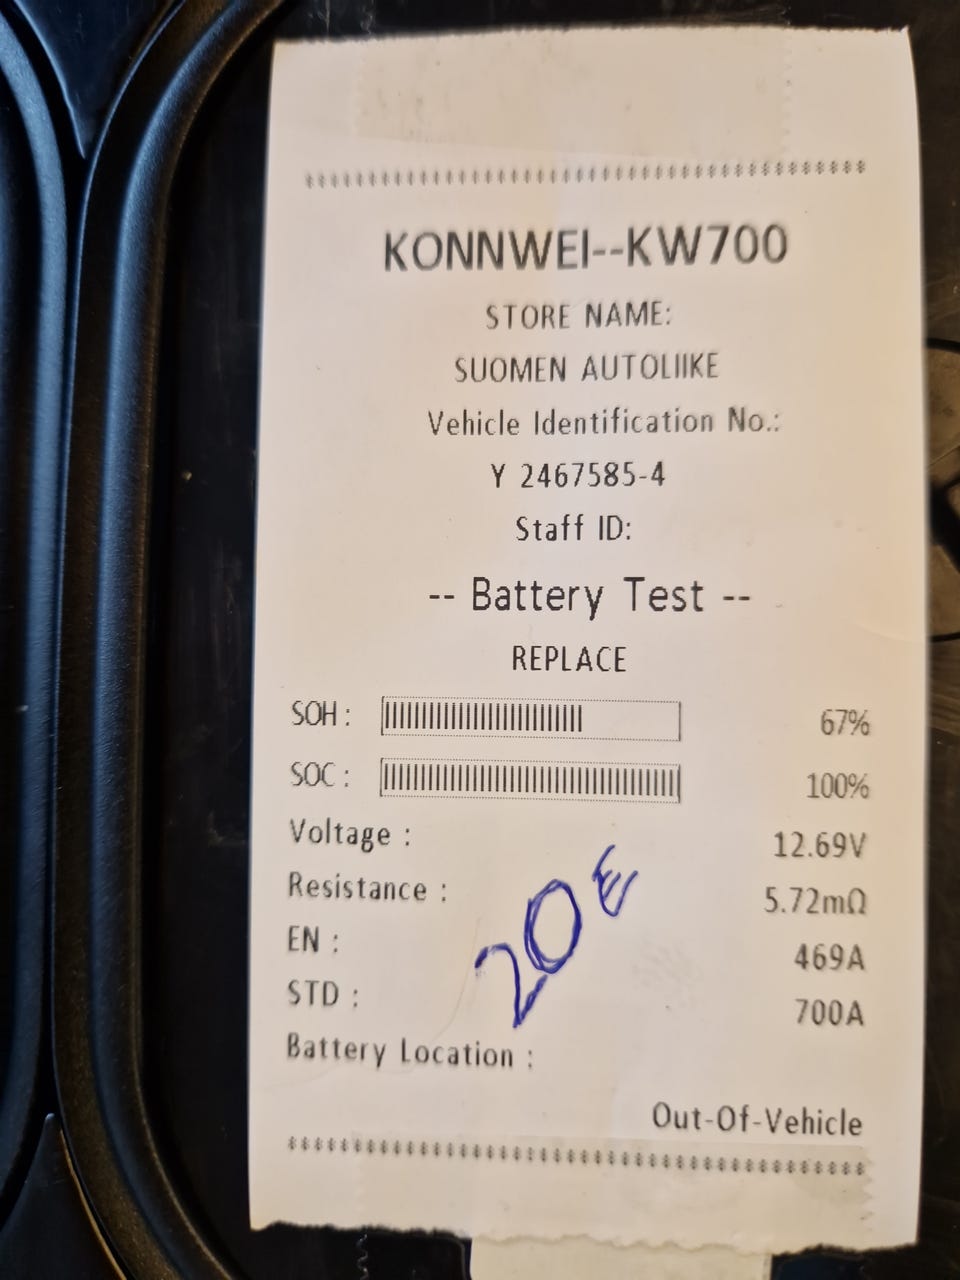 ********************************************
KONNWEI--KW700
STORE NAME:
SUOMEN AUTOLIIKE
Vehicle Identification No.:
Y 2467585-4
Staff ID:
-- Battery Test --
REPLACE
SOH : 67%
SOC : 100%
Voltage : 12.69V
Resistance : 5.72mΩ
EN : 469A
STD : 700A
20€
Battery Location :
Out-Of-Vehicle
********************************************